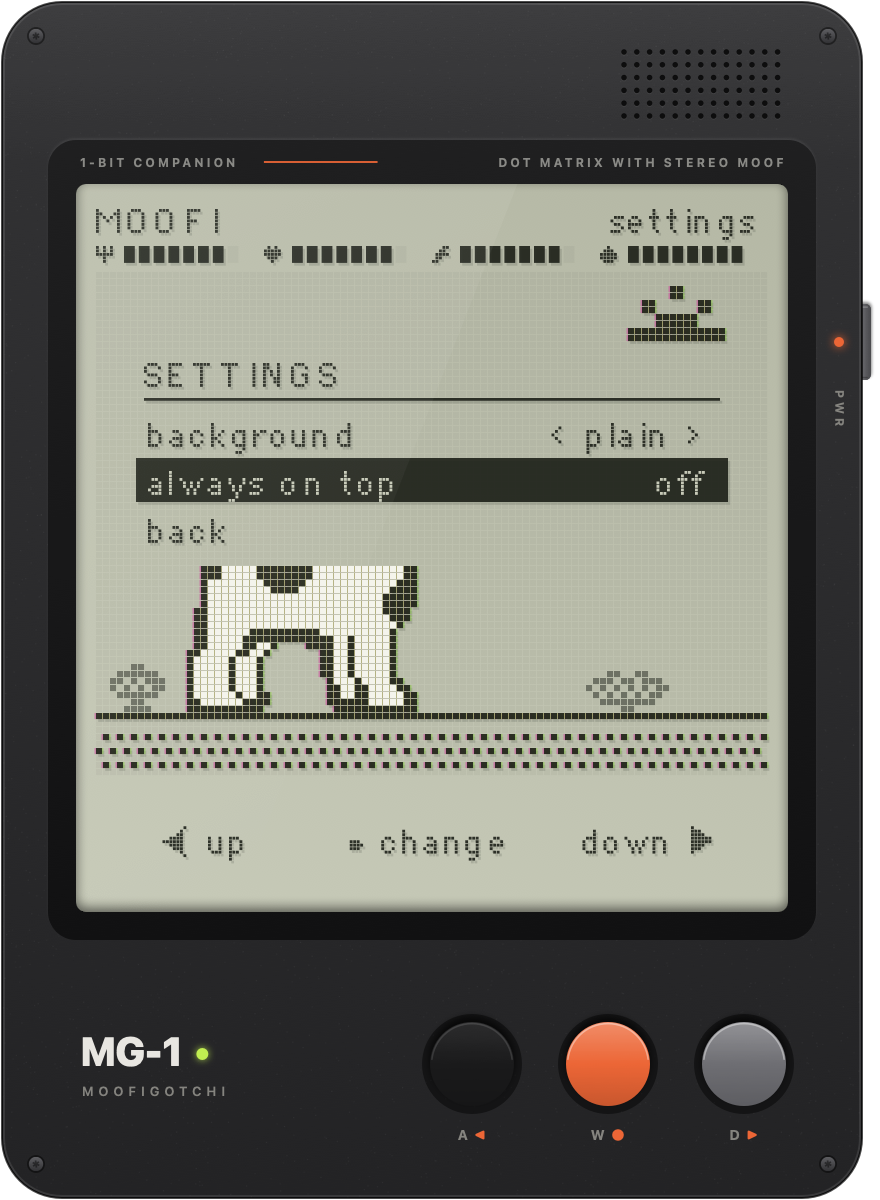 1-BIT COMPANION DOT MATRIX WITH STEREO MOOF
MOOFI settings
SETTINGS
background < plain >
always on top off
back
up change down
PWR
MG-1
MOOFIGOTCHI
A W D